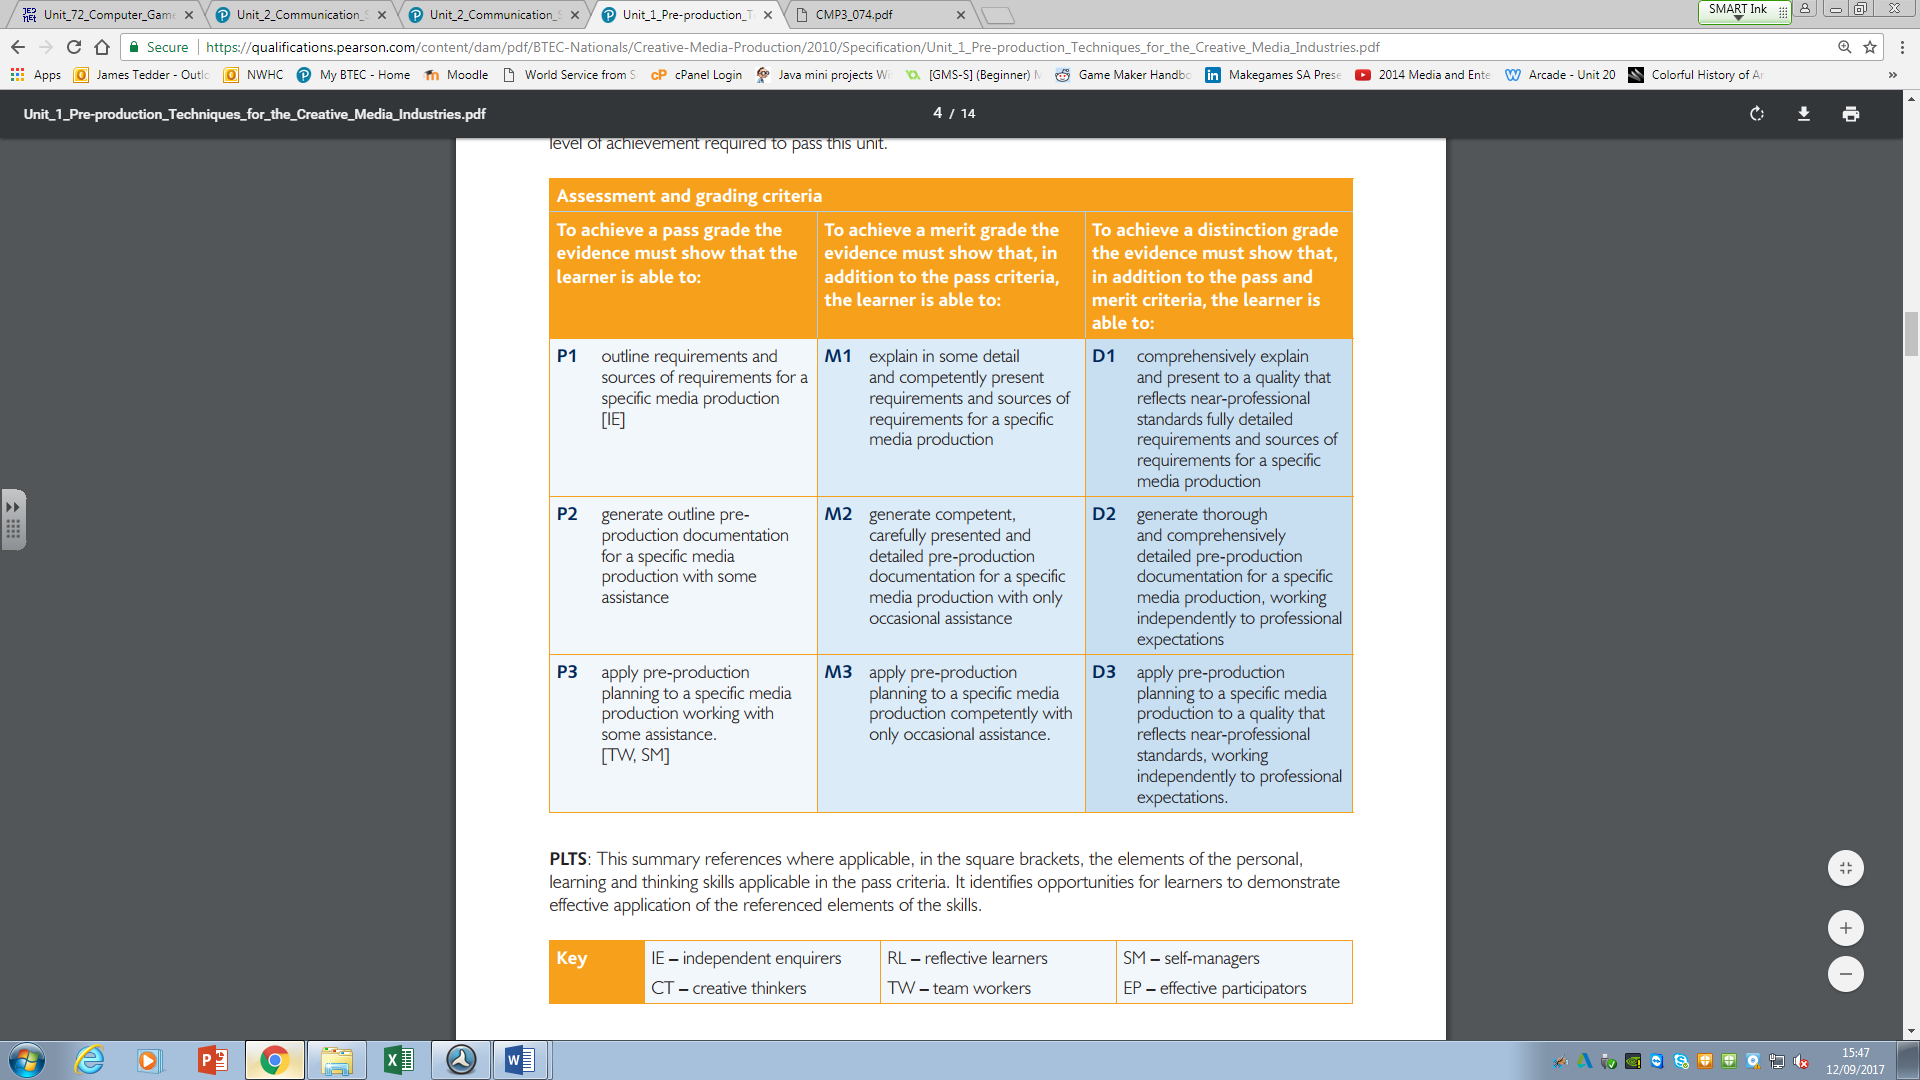 Unit_72_Computer_Game
Unit_2_Communication_S
Unit_2_Communication_S
Unit_1_Pre-production_T
CMP3_074.pdf
SMART Ink
Secure
https://qualifications.pearson.com/content/dam/pdf/BTEC-Nationals/Creative-Media-Production/2010/Specification/Unit_1_Pre-production_Techniques_for_the_Creative_Media_Industries.pdf
Apps
James Tedder - Outlo
NWHC
My BTEC - Home
Moodle
World Service from S
cPanel Login
Java mini projects Wi
[GMS-S] (Beginner)
Game Maker Handbo
Makegames SA Prese
2014 Media and Ente
Arcade - Unit 20
Colorful History of Ar
Unit_1_Pre-production_Techniques_for_the_Creative_Media_Industries.pdf
4 / 14
level of achievement required to pass this unit.
Assessment and grading criteria
To achieve a pass grade the
evidence must show that the
learner is able to:
To achieve a merit grade the
evidence must show that, in
addition to the pass criteria,
the learner is able to:
To achieve a distinction grade
the evidence must show that,
in addition to the pass and
merit criteria, the learner is
able to:
P1 outline requirements and
sources of requirements for a
specific media production
[IE]
M1 explain in some detail
and competently present
requirements and sources of
requirements for a specific
media production
D1 comprehensively explain
and present to a quality that
reflects near-professional
standards fully detailed
requirements and sources of
requirements for a specific
media production
P2 generate outline pre-
production documentation
for a specific media
production with some
assistance
M2 generate competent,
carefully presented and
detailed pre-production
documentation for a specific
media production with only
occasional assistance
D2 generate thorough
and comprehensively
detailed pre-production
documentation for a specific
media production, working
independently to professional
expectations
P3 apply pre-production
planning to a specific media
production working with
some assistance.
[TW, SM]
M3 apply pre-production
planning to a specific media
production competently with
only occasional assistance.
D3 apply pre-production
planning to a specific media
production to a quality that
reflects near-professional
standards, working
independently to professional
expectations.
PLTS: This summary references where applicable, in the square brackets, the elements of the personal,
learning and thinking skills applicable in the pass criteria. It identifies opportunities for learners to demonstrate
effective application of the referenced elements of the skills.
Key
IE – independent enquirers
CT – creative thinkers
RL – reflective learners
TW – team workers
SM – self-managers
EP – effective participators
15:47
12/09/2017